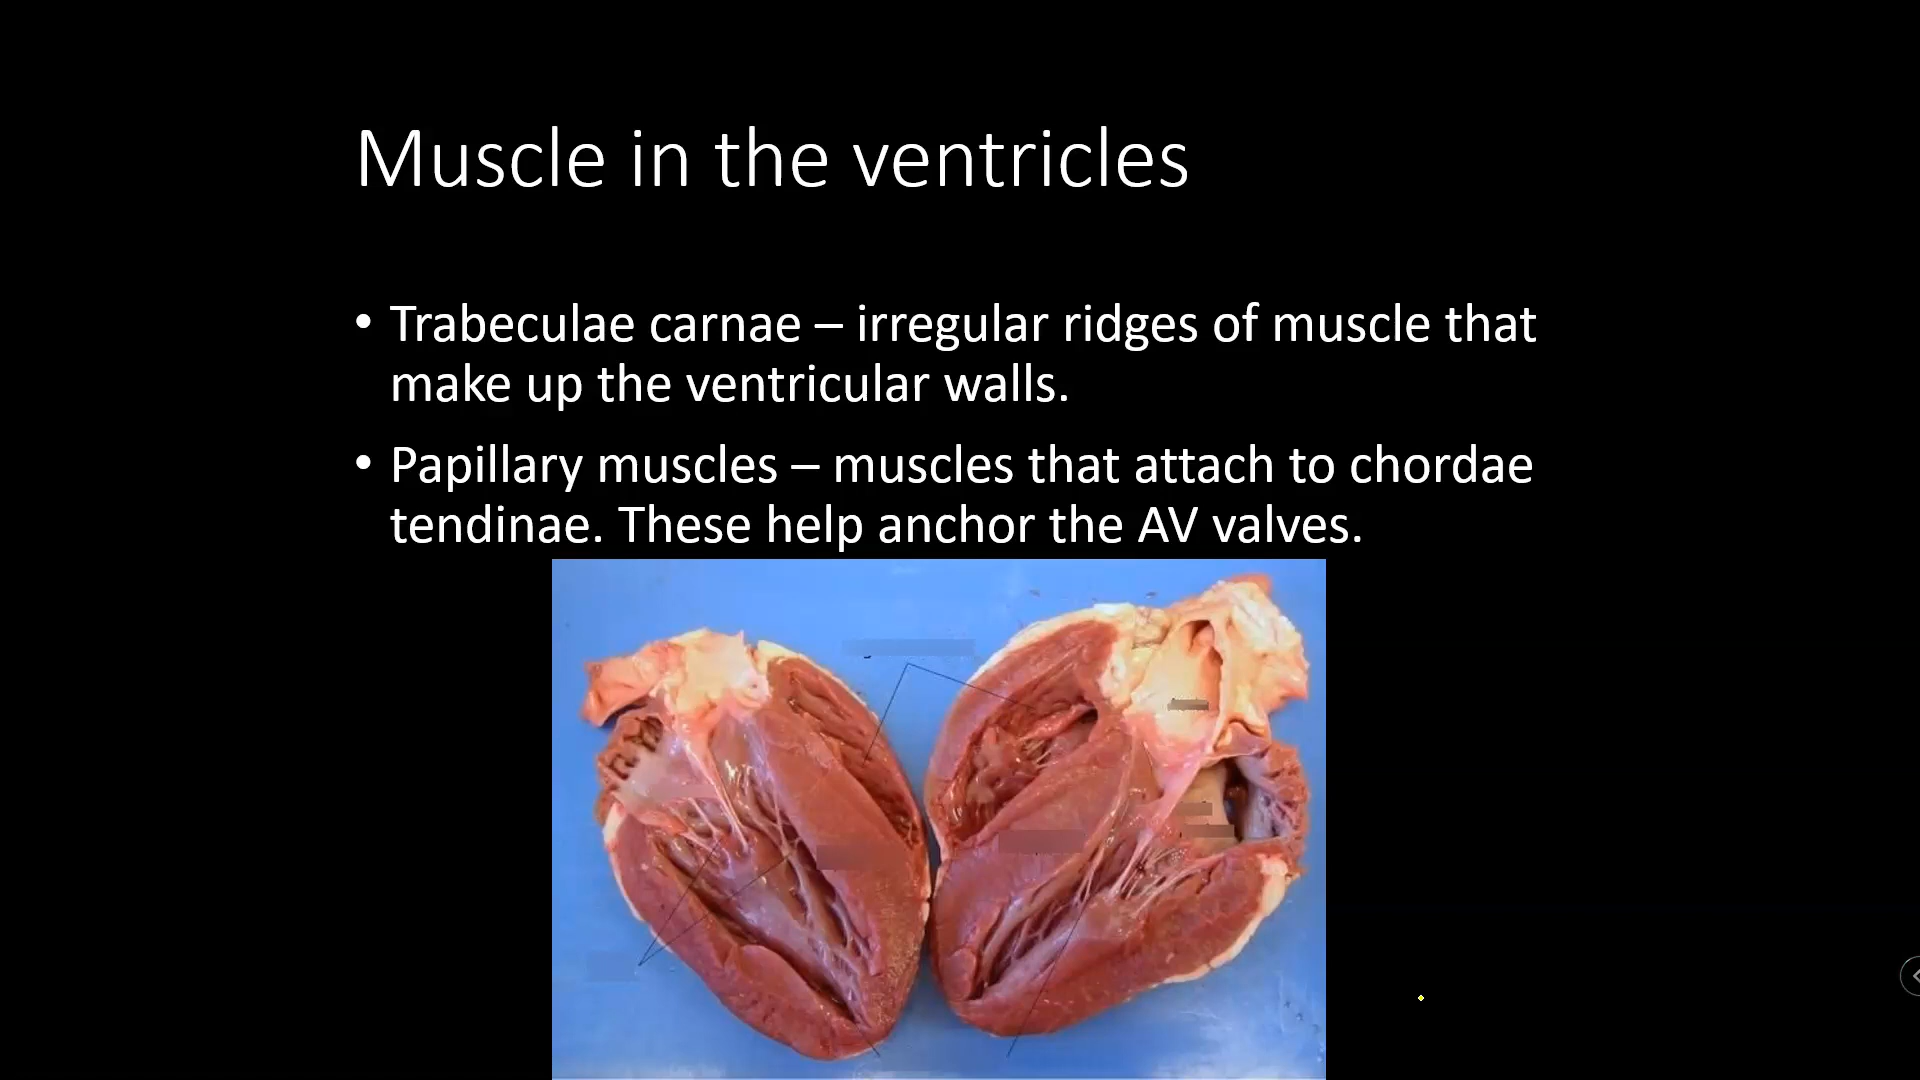 Muscle in the ventricles
• Trabeculae carnae – irregular ridges of muscle that
make up the ventricular walls.
• Papillary muscles – muscles that attach to chordae
tendinae. These help anchor the AV valves.